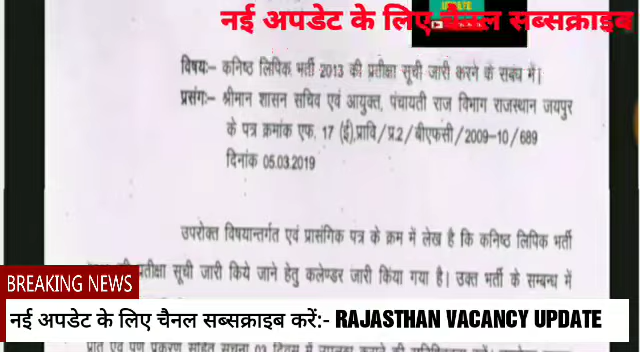 नई अपडेट के लिए चैनल सब्सक्राइब
विषयः– कनिष्ठ लिपिक भर्ती 2013 की प्रतीक्षा सूची जारी करने के सबध में।
प्रसंगः– श्रीमान शासन सचिव एवं आयुक्त, पंचायती राज विभाग राजस्थान जयपुर
के पत्र क्रमांक एफ. 17 (ई),प्रावि/प्र.2/बीएफसी/2009–10/689
दिनांक 05.03.2019
उपरोक्त विषयान्तर्गत एवं प्रासंगिक पत्र के क्रम में लेख है कि कनिष्ठ लिपिक भर्ती
की प्रतीक्षा सूची जारी किये जाने हेतु कलेण्डर जारी किया गया है। उक्त भर्ती के सम्बन्ध में
BREAKING NEWS
नई अपडेट के लिए चैनल सब्सक्राइब करें:- RAJASTHAN VACANCY UPDATE